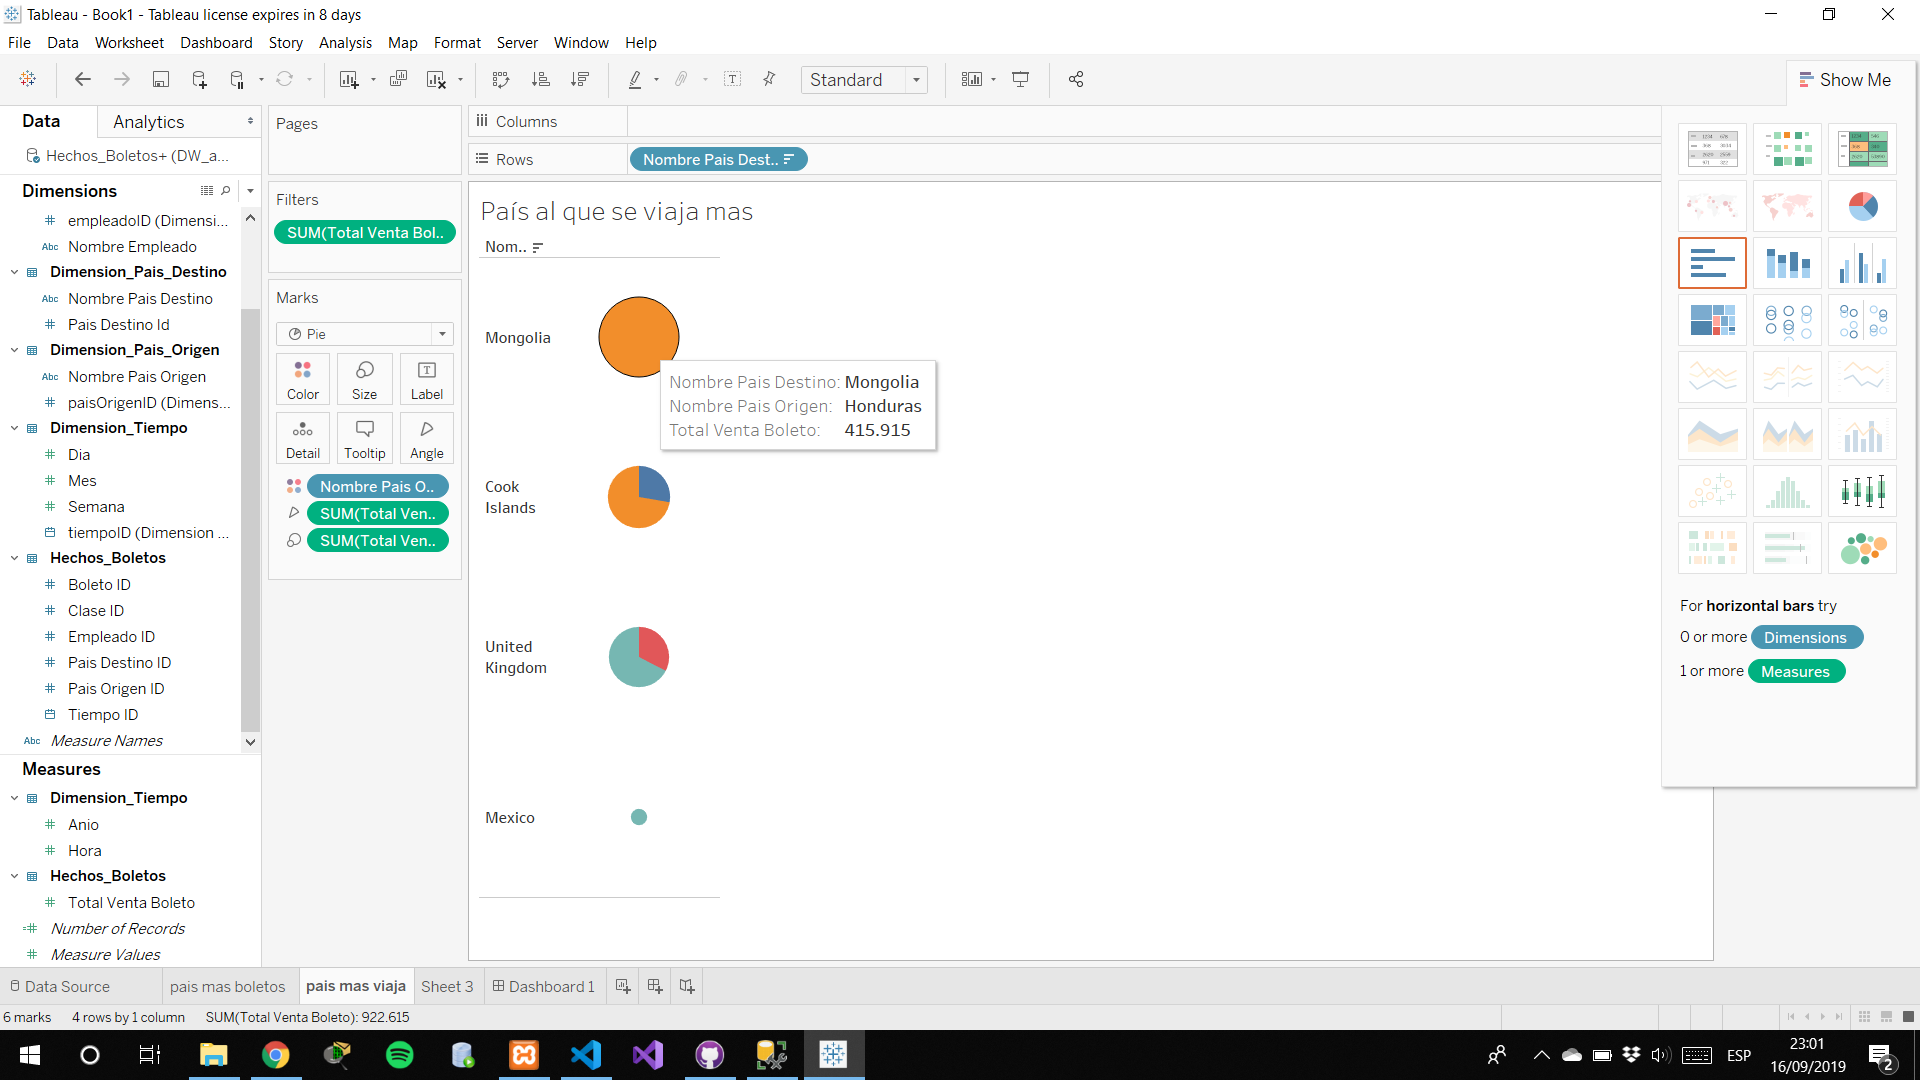 Tableau - Book1 - Tableau license expires in 8 days
File Data Worksheet Dashboard Story Analysis Map Format Server Window Help
Standard
Show Me
Data Analytics
Hechos_Boletos+ (DW_a...
Dimensions
empleadoID (Dimensi...
Abc Nombre Empleado
Dimension_Pais_Destino
Abc Nombre Pais Destino
Pais Destino Id
Dimension_Pais_Origen
Abc Nombre Pais Origen
paisOrigenID (Dimens...
Dimension_Tiempo
Dia
Mes
Semana
tiempoID (Dimension ...
Hechos_Boletos
Boleto ID
Clase ID
Empleado ID
Pais Destino ID
Pais Origen ID
Tiempo ID
Abc Measure Names
Measures
Dimension_Tiempo
Anio
Hora
Hechos_Boletos
Total Venta Boleto
Number of Records
Measure Values
Pages
Filters
SUM(Total Venta Bol..
Marks
Pie
Color Size Label
Detail Tooltip Angle
Nombre Pais O..
SUM(Total Ven..
SUM(Total Ven..
Columns
Rows Nombre Pais Dest..
País al que se viaja mas
Nom..
Mongolia
Nombre Pais Destino: Mongolia
Nombre Pais Origen: Honduras
Total Venta Boleto: 415.915
Cook
Islands
United
Kingdom
Mexico
For horizontal bars try
0 or more Dimensions
1 or more Measures
Data Source pais mas boletos pais mas viaja Sheet 3 Dashboard 1
6 marks 4 rows by 1 column SUM(Total Venta Boleto): 922.615
ESP
23:01
16/09/2019
2